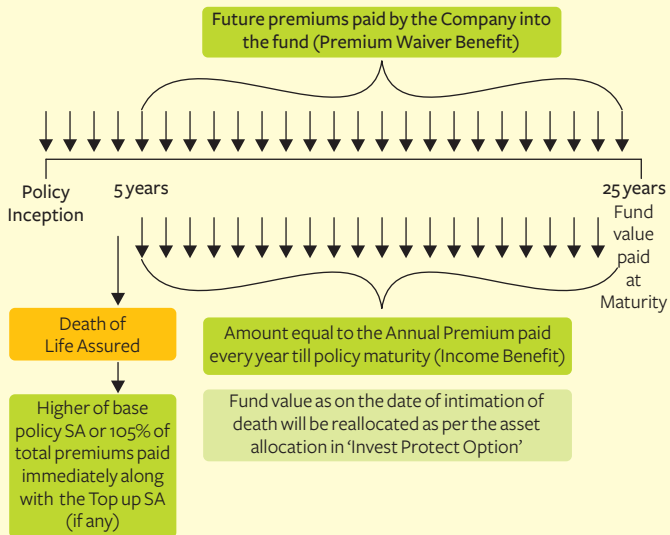 Future premiums paid by the Company into
the fund (Premium Waiver Benefit)
Policy
Inception
5 years
25 years
Fund
value
paid
at
Maturity
Death of
Life Assured
Amount equal to the Annual Premium paid
every year till policy maturity (Income Benefit)
Higher of base
policy SA or 105% of
total premiums paid
immediately along
with the Top up SA
(if any)
Fund value as on the date of intimation of
death will be reallocated as per the asset
allocation in ‘Invest Protect Option’